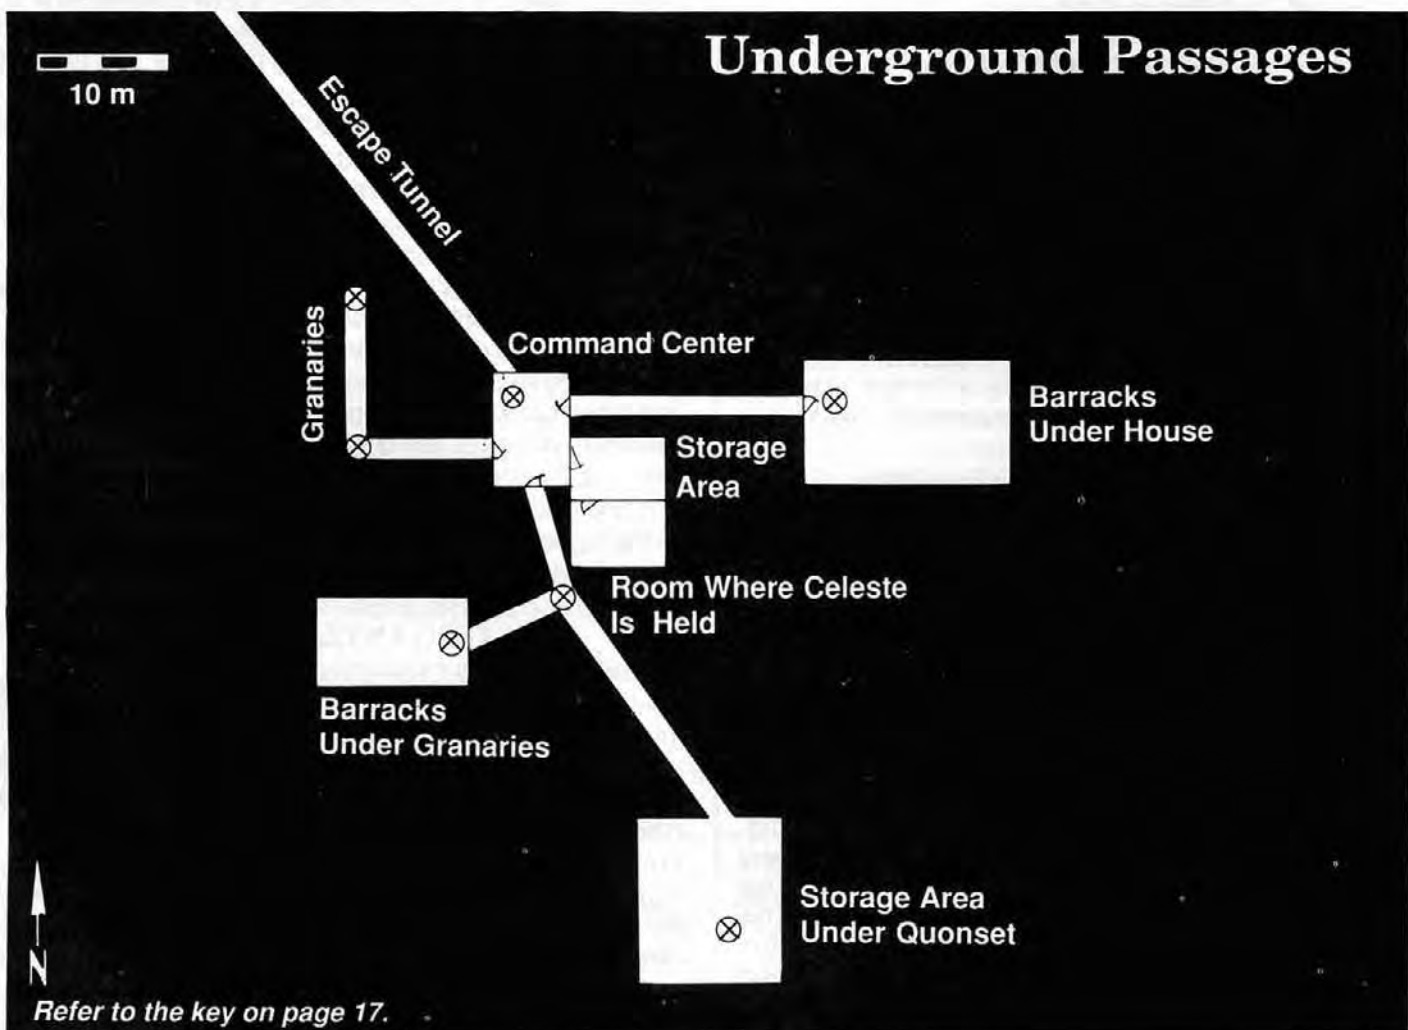 Underground Passages
10 m
Escape Tunnel
Granaries
Command Center
Barracks
Under House
Storage
Area
Room Where Celeste
Is Held
Barracks
Under Granaries
Storage Area
Under Quonset
N
Refer to the key on page 17.